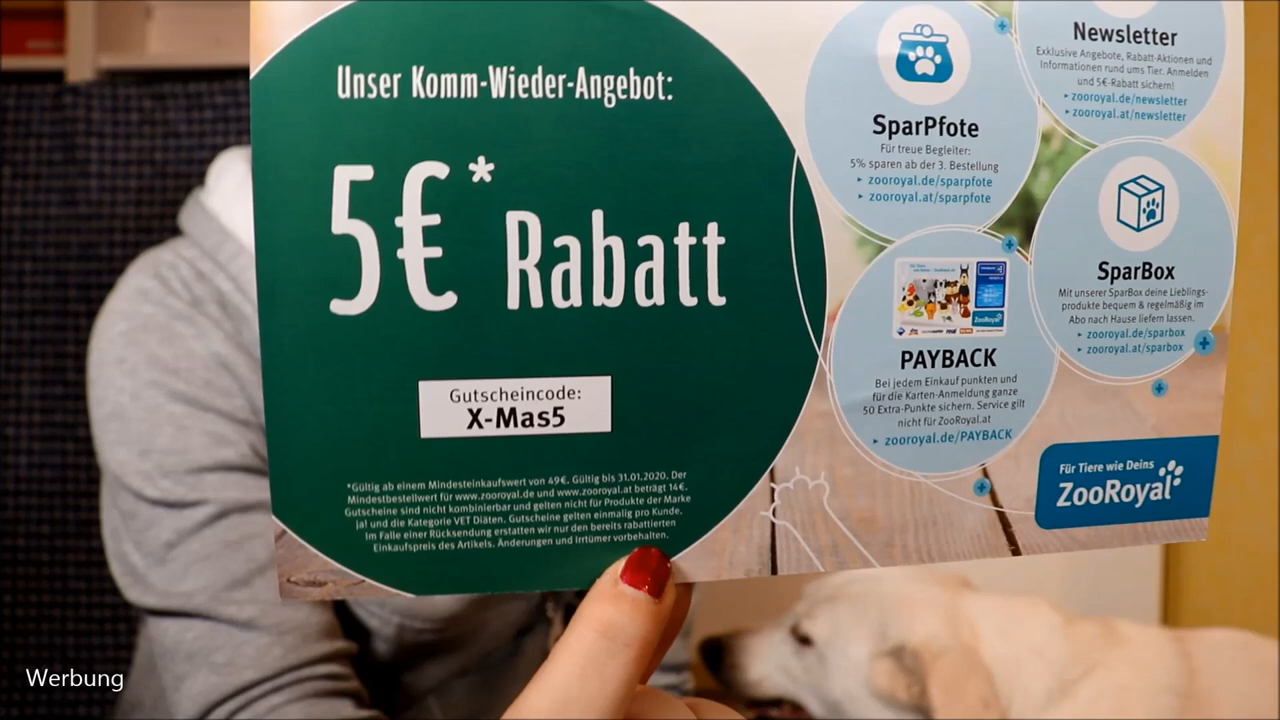 Unser Komm-Wieder-Angebot:
5€* Rabatt
Gutscheincode:
X-Mas5
*Gültig ab einem Mindesteinkaufswert von 49€. Gültig bis 31.01.2020. Der
Mindestbestellwert für www.zooroyal.de und www.zooroyal.at beträgt 14€.
Gutscheine sind nicht kombinierbar und gelten nicht für Produkte der Marke
ja! und die Kategorie VET Diäten. Gutscheine gelten einmalig pro Kunde.
Im Falle einer Rücksendung erstatten wir nur den bereits rabattierten
Einkaufspreis des Artikels. Änderungen und Irrtümer vorbehalten.
SparPfote
Für treue Begleiter:
5% sparen ab der 3. Bestellung
▸ zooroyal.de/sparpfote
▸ zooroyal.at/sparpfote
Newsletter
Exklusive Angebote, Rabatt-Aktionen und
Informationen rund ums Tier. Anmelden
und 5€-Rabatt sichern!
▸ zooroyal.de/newsletter
▸ zooroyal.at/newsletter
SparBox
Mit unserer SparBox deine Lieblings-
produkte bequem & regelmäßig im
Abo nach Hause liefern lassen.
▸ zooroyal.de/sparbox
▸ zooroyal.at/sparbox
ZooRoyal
PAYBACK
Bei jedem Einkauf punkten und
für die Karten-Anmeldung ganze
50 Extra-Punkte sichern. Service gilt
nicht für ZooRoyal.at
▸ zooroyal.de/PAYBACK
Für Tiere wie Deins
ZooRoyal
Werbung